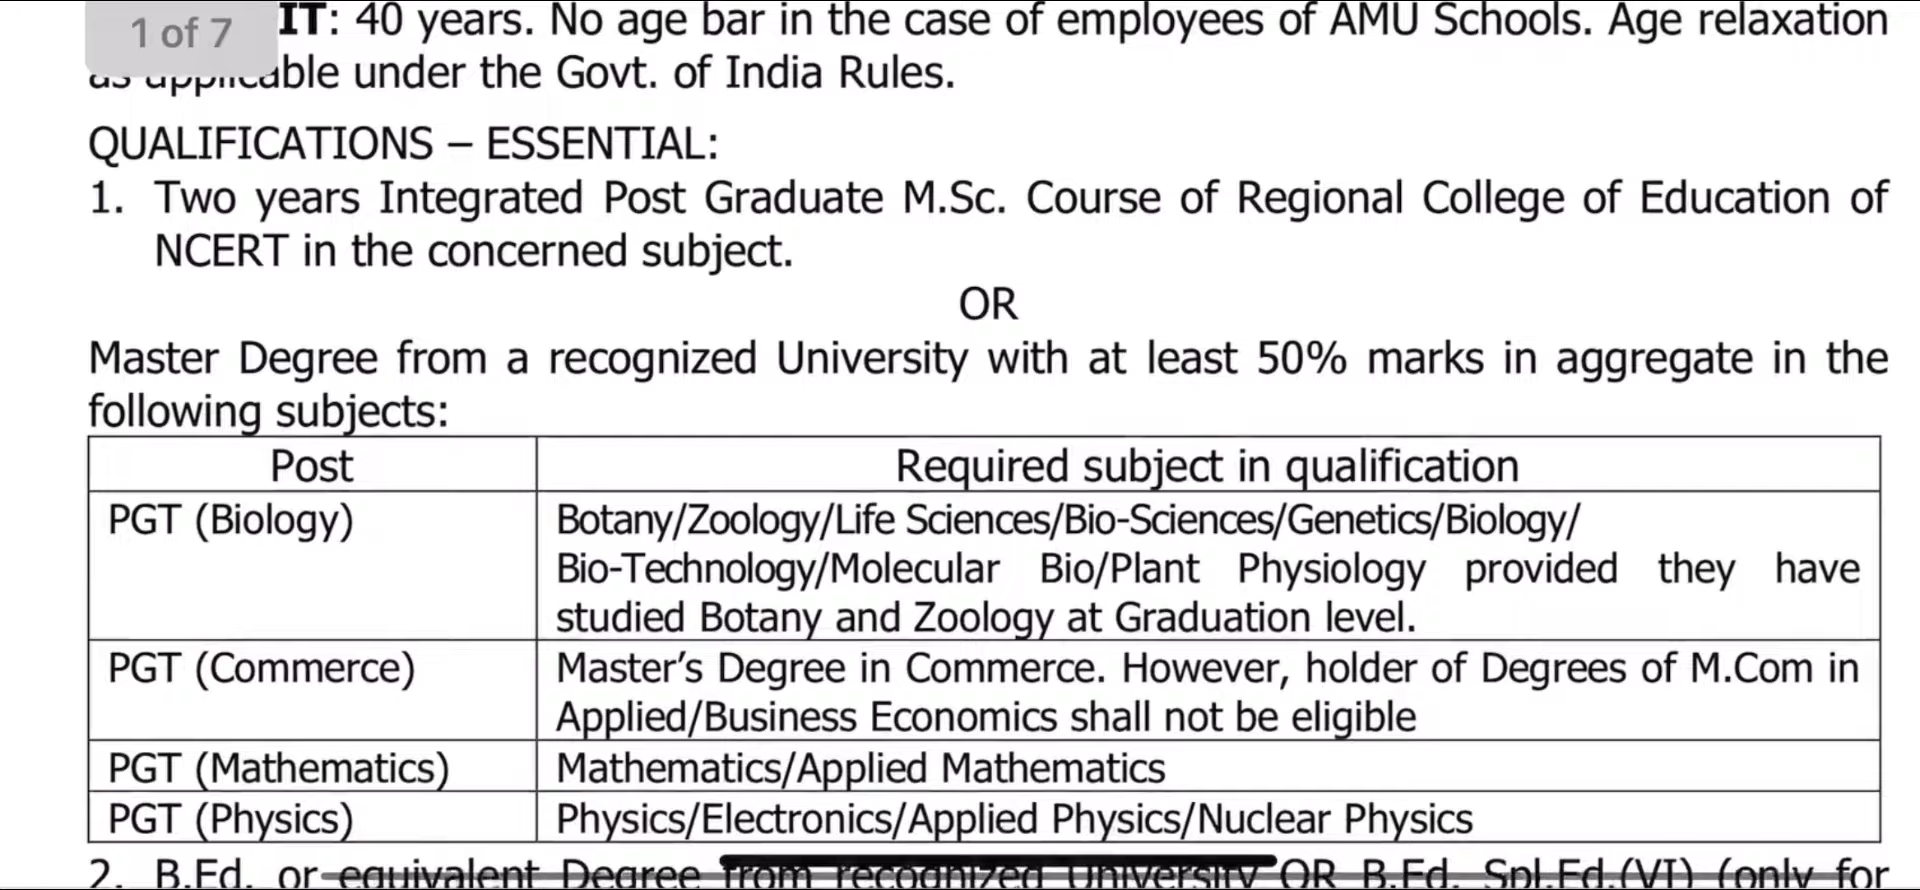 1 of 7
IT: 40 years. No age bar in the case of employees of AMU Schools. Age relaxation
as applicable under the Govt. of India Rules.
QUALIFICATIONS – ESSENTIAL:
1. Two years Integrated Post Graduate M.Sc. Course of Regional College of Education of
NCERT in the concerned subject.
OR
Master Degree from a recognized University with at least 50% marks in aggregate in the
following subjects:
Post Required subject in qualification
PGT (Biology) Botany/Zoology/Life Sciences/Bio-Sciences/Genetics/Biology/
Bio-Technology/Molecular Bio/Plant Physiology provided they have
studied Botany and Zoology at Graduation level.
PGT (Commerce) Master’s Degree in Commerce. However, holder of Degrees of M.Com in
Applied/Business Economics shall not be eligible
PGT (Mathematics) Mathematics/Applied Mathematics
PGT (Physics) Physics/Electronics/Applied Physics/Nuclear Physics
2. B.Ed. or equivalent Degree from recognized University OR B.Ed. Spl.Ed.(VI) (only for